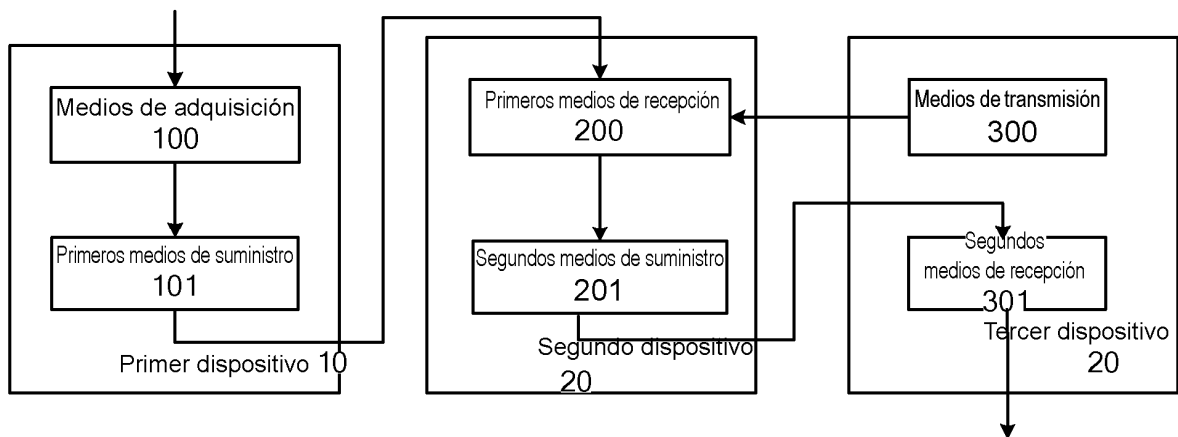 Medios de adquisición
100
Primeros medios de suministro
101
Primer dispositivo 10
Primeros medios de recepción
200
Segundos medios de suministro
201
Segundo dispositivo
20
Medios de transmisión
300
Segundos
medios de recepción
301
Tercer dispositivo
20